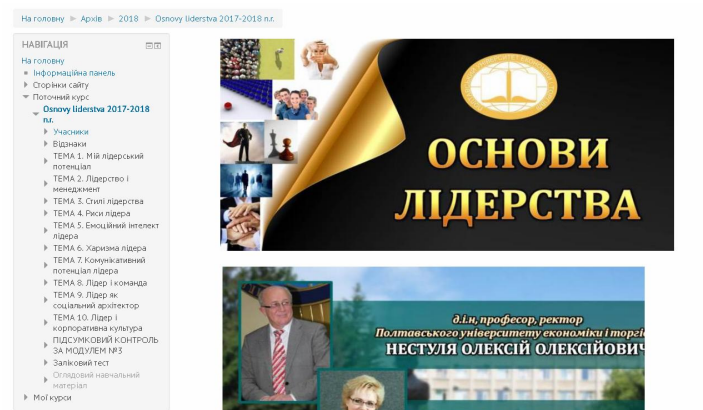 На головну ► Архів ► 2018 ► Osnovy liderstva 2017-2018 n.r.
НАВІГАЦІЯ
На головну
Інформаційна панель
Сторінки сайту
Поточний курс
Osnovy liderstva 2017-2018
n.r.
Учасники
Відзнаки
ТЕМА 1. Мій лідерський
потенціал
ТЕМА 2. Лідерство і
менеджмент
ТЕМА 3. Стилі лідерства
ТЕМА 4. Риси лідера
ТЕМА 5. Емоційний інтелект
лідера
ТЕМА 6. Харизма лідера
ТЕМА 7. Комунікативний
потенціал лідера
ТЕМА 8. Лідер і команда
ТЕМА 9. Лідер як
соціальний архітектор
ТЕМА 10. Лідер і
корпоративна культура
ПІДСУМКОВИЙ КОНТРОЛЬ
ЗА МОДУЛЕМ №3
Заліковий тест
Оглядовий навчальний
матеріал
Мої курси
ОСНОВИ
ЛІДЕРСТВА
д.і.н, професор, ректор
Полтавського університету економіки і торгі
НЕСТУЛЯ ОЛЕКСІЙ ОЛЕКСІЙОВИЧ